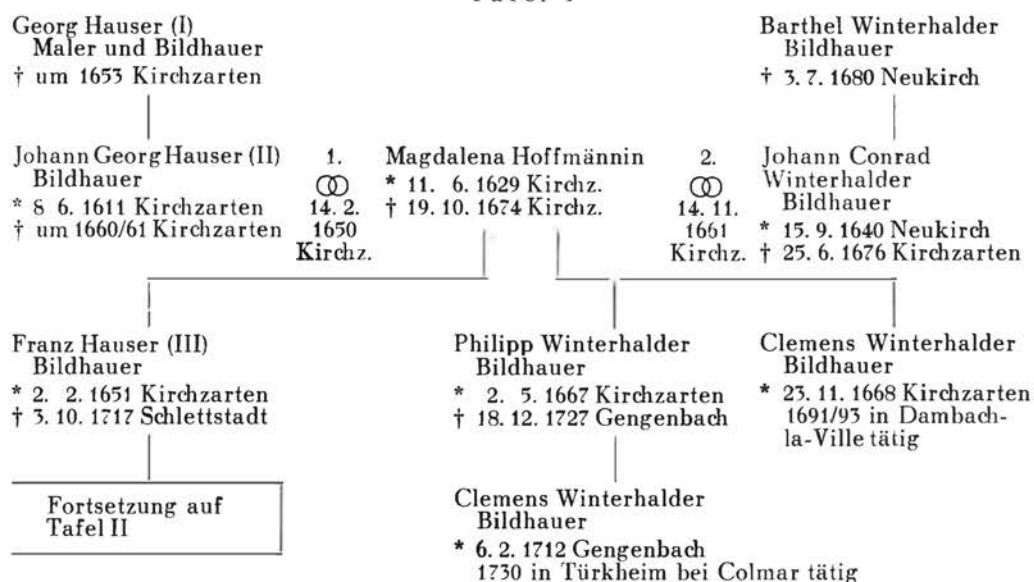 Georg Hauser (I)
Maler und Bildhauer
† um 1653 Kirchzarten
Barthel Winterhalder
Bildhauer
† 3. 7. 1680 Neukirch
Johann Georg Hauser (II)
Bildhauer
* 8 6. 1611 Kirchzarten
† um 1660/61 Kirchzarten
1.
⚭
14. 2.
1650
Kirchz.
Magdalena Hoffmännin
* 11. 6. 1629 Kirchz.
† 19. 10. 1674 Kirchz.
2.
⚭
14. 11.
1661
Kirchz.
Johann Conrad
Winterhalder
Bildhauer
* 15. 9. 1640 Neukirch
† 25. 6. 1676 Kirchzarten
Franz Hauser (III)
Bildhauer
* 2. 2. 1651 Kirchzarten
† 3. 10. 1717 Schlettstadt
Philipp Winterhalder
Bildhauer
* 2. 5. 1667 Kirchzarten
† 18. 12. 1727 Gengenbach
Clemens Winterhalder
Bildhauer
* 23. 11. 1668 Kirchzarten
1691/93 in Dambach-
la-Ville tätig
Fortsetzung auf
Tafel II
Clemens Winterhalder
Bildhauer
* 6. 2. 1712 Gengenbach
1730 in Türkheim bei Colmar tätig